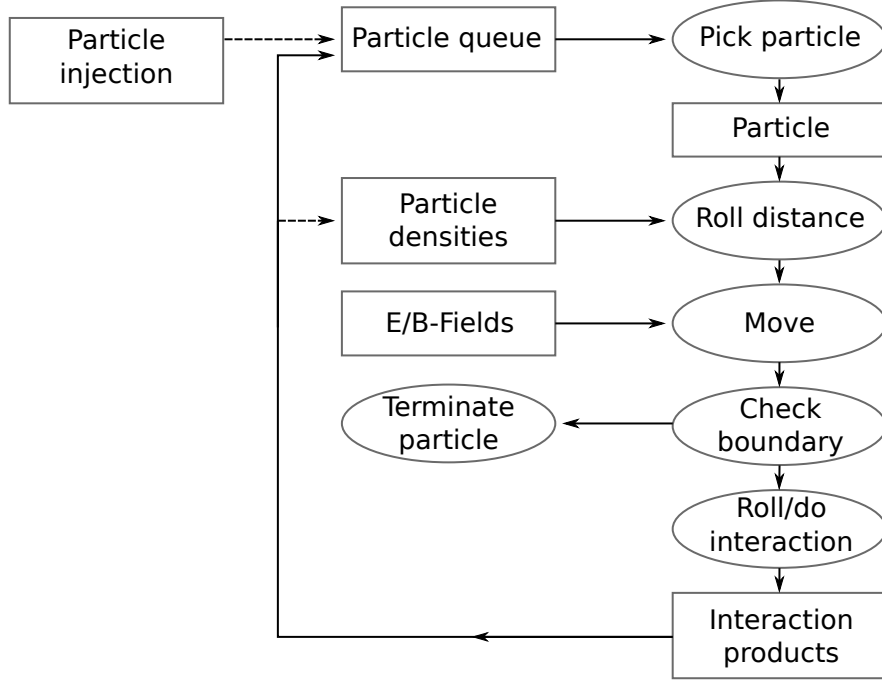 Particle
injection
Particle queue
Pick particle
Particle
Particle
densities
Roll distance
E/B-Fields
Move
Terminate
particle
Check
boundary
Roll/do
interaction
Interaction
products